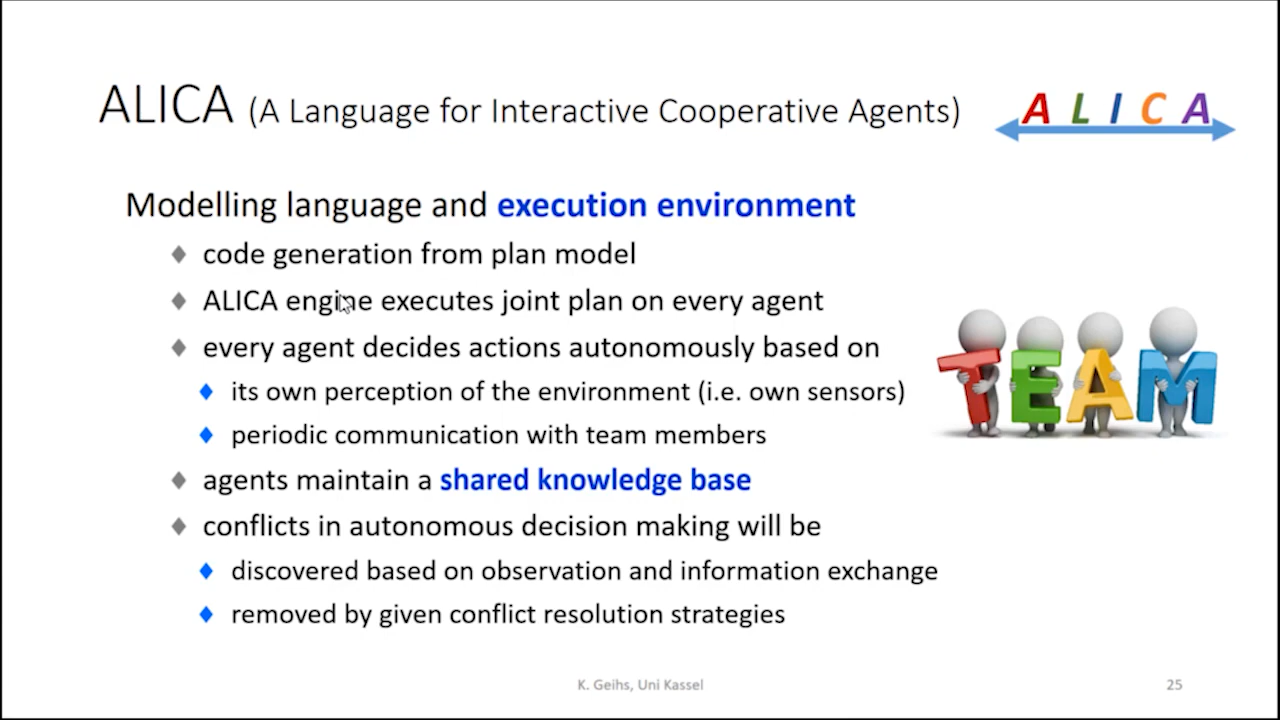 ALICA (A Language for Interactive Cooperative Agents)
A L I C A
Modelling language and execution environment
code generation from plan model
ALICA engine executes joint plan on every agent
every agent decides actions autonomously based on
its own perception of the environment (i.e. own sensors)
periodic communication with team members
TEAM
agents maintain a shared knowledge base
conflicts in autonomous decision making will be
discovered based on observation and information exchange
removed by given conflict resolution strategies
K. Geihs, Uni Kassel
25